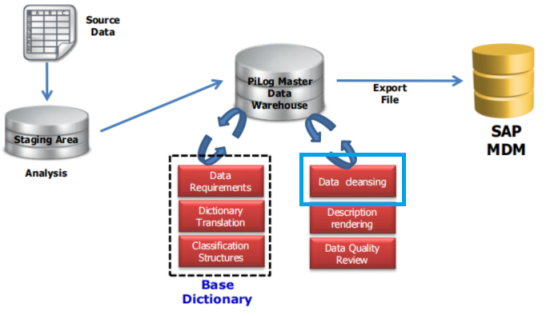 Source
Data
PiLog Master
Data
Warehouse
Export
File
SAP
MDM
Staging Area
Analysis
Data
Requirements
Dictionary
Translation
Classification
Structures
Base
Dictionary
Data cleansing
Description
rendering
Data Quality
Review